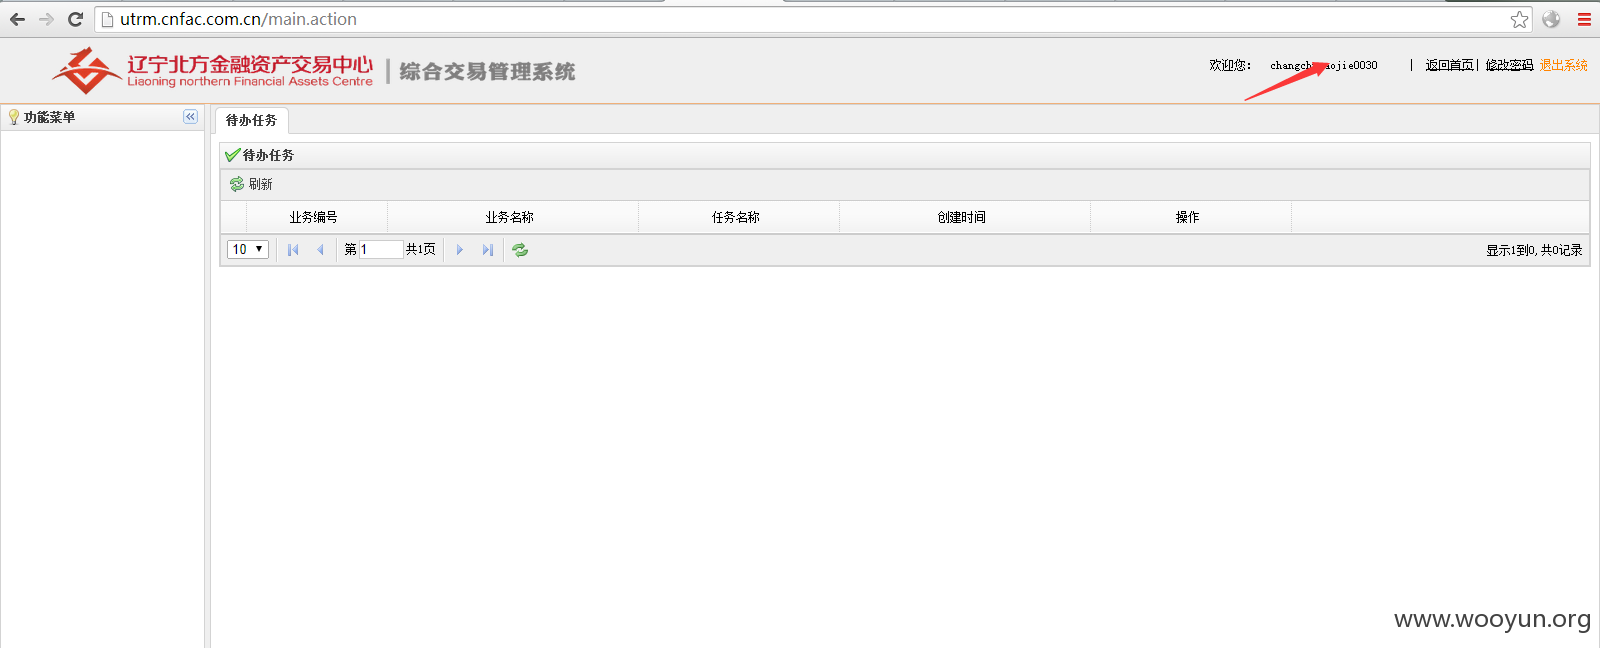 utrm.cnfac.com.cn/main.action
辽宁北方金融资产交易中心
Liaoning northern Financial Assets Centre
综合交易管理系统
欢迎您: | 返回首页 | 修改密码 退出系统
功能菜单
待办任务
待办任务
刷新
业务编号 业务名称 任务名称 创建时间 操作
10 第 1 共1页 显示1到0, 共0记录
www.wooyun.org